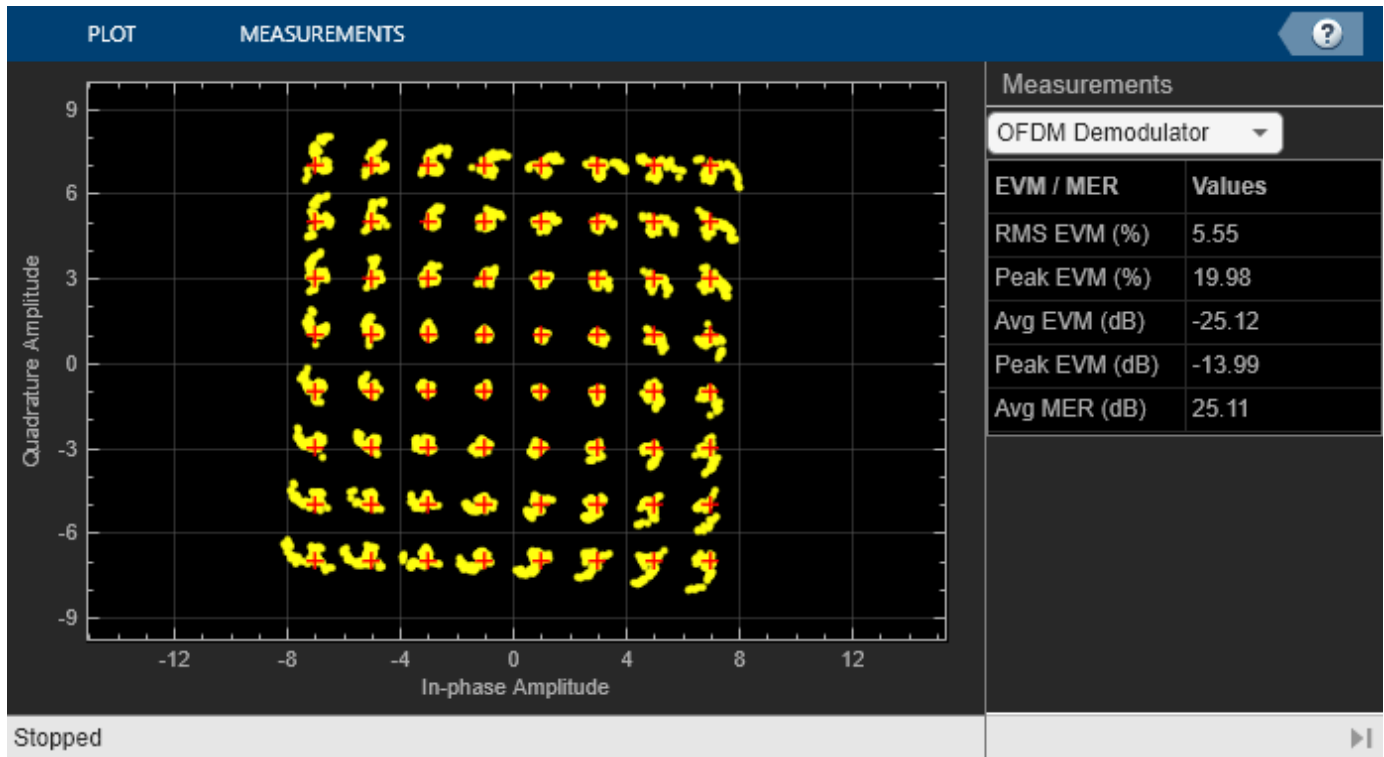 PLOT MEASUREMENTS ?
Measurements
OFDM Demodulator
EVM / MER Values
RMS EVM (%) 5.55
Peak EVM (%) 19.98
Avg EVM (dB) -25.12
Peak EVM (dB) -13.99
Avg MER (dB) 25.11
Quadrature Amplitude
9
6
3
0
-3
-6
-9
-12 -8 -4 0 4 8 12
In-phase Amplitude
Stopped